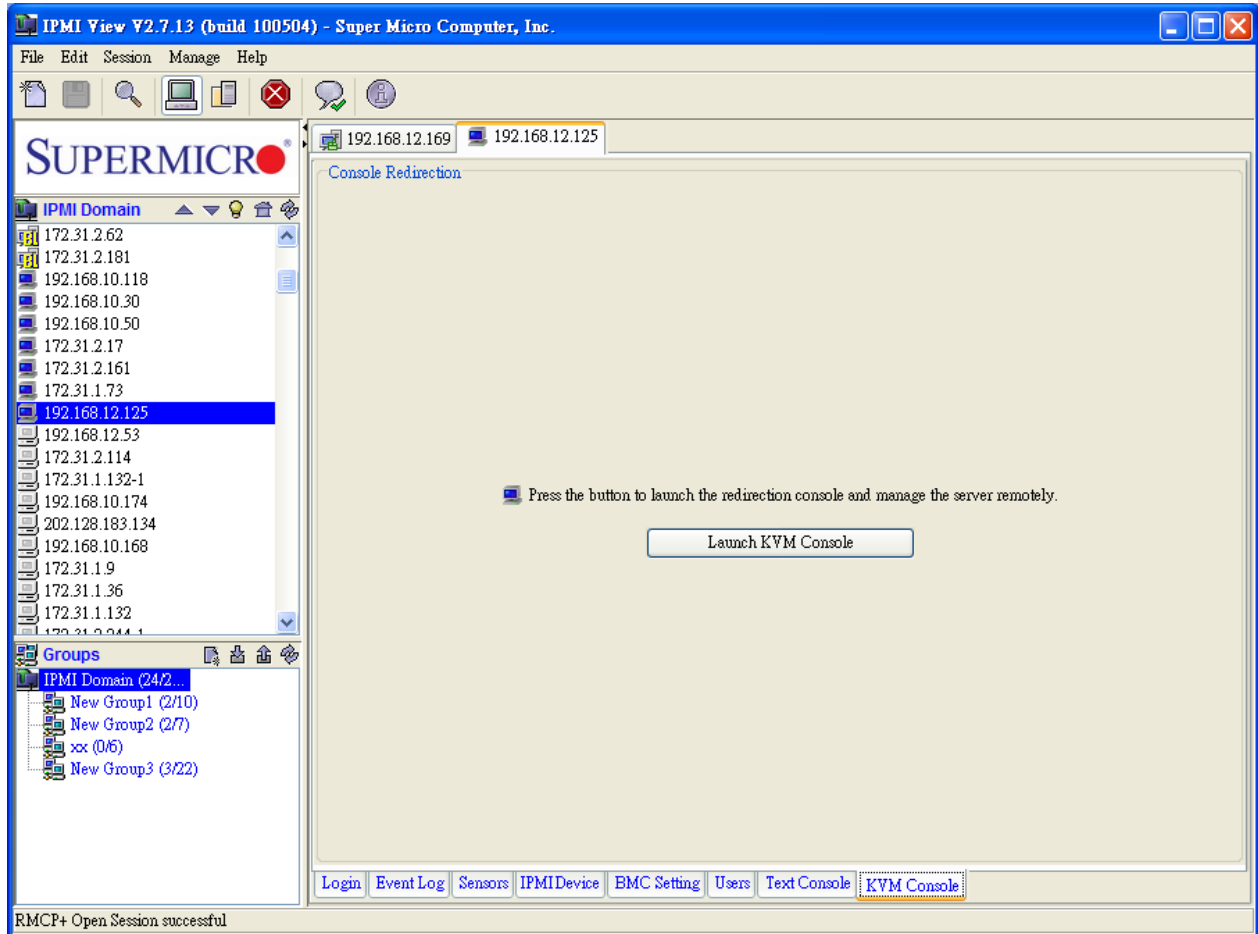 IPMI View V2.7.13 (build 100504) - Super Micro Computer, Inc.
File Edit Session Manage Help
SUPERMICRO
IPMI Domain
172.31.2.62
172.31.2.181
192.168.10.118
192.168.10.30
192.168.10.50
172.31.2.17
172.31.2.161
172.31.1.73
192.168.12.125
192.168.12.53
172.31.2.114
172.31.1.132-1
192.168.10.174
202.128.183.134
192.168.10.168
172.31.1.9
172.31.1.36
172.31.1.132
172.31.2.244-1
Groups
IPMI Domain (24/2...
New Group1 (2/10)
New Group2 (2/7)
xx (0/6)
New Group3 (3/22)
192.168.12.169 192.168.12.125
Console Redirection
Press the button to launch the redirection console and manage the server remotely.
Launch KVM Console
Login Event Log Sensors IPMI Device BMC Setting Users Text Console KVM Console
RMCP+ Open Session successful